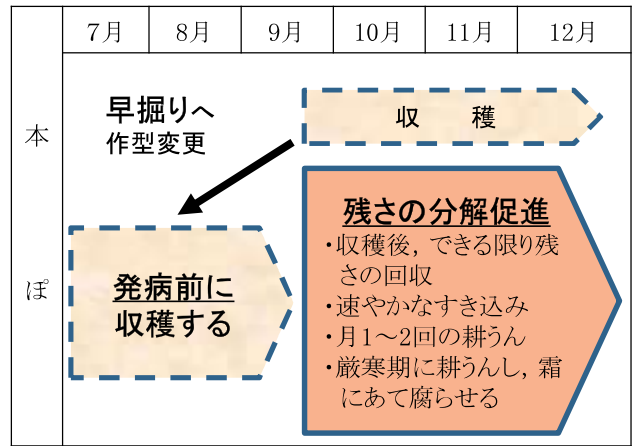 7月 8月 9月 10月 11月 12月
本ぽ
早掘りへ
作型変更
収　穫
発病前に
収穫する
残さの分解促進
・収穫後，できる限り残
さの回収
・速やかなすき込み
・月1～2回の耕うん
・厳寒期に耕うんし，霜
にあて腐らせる